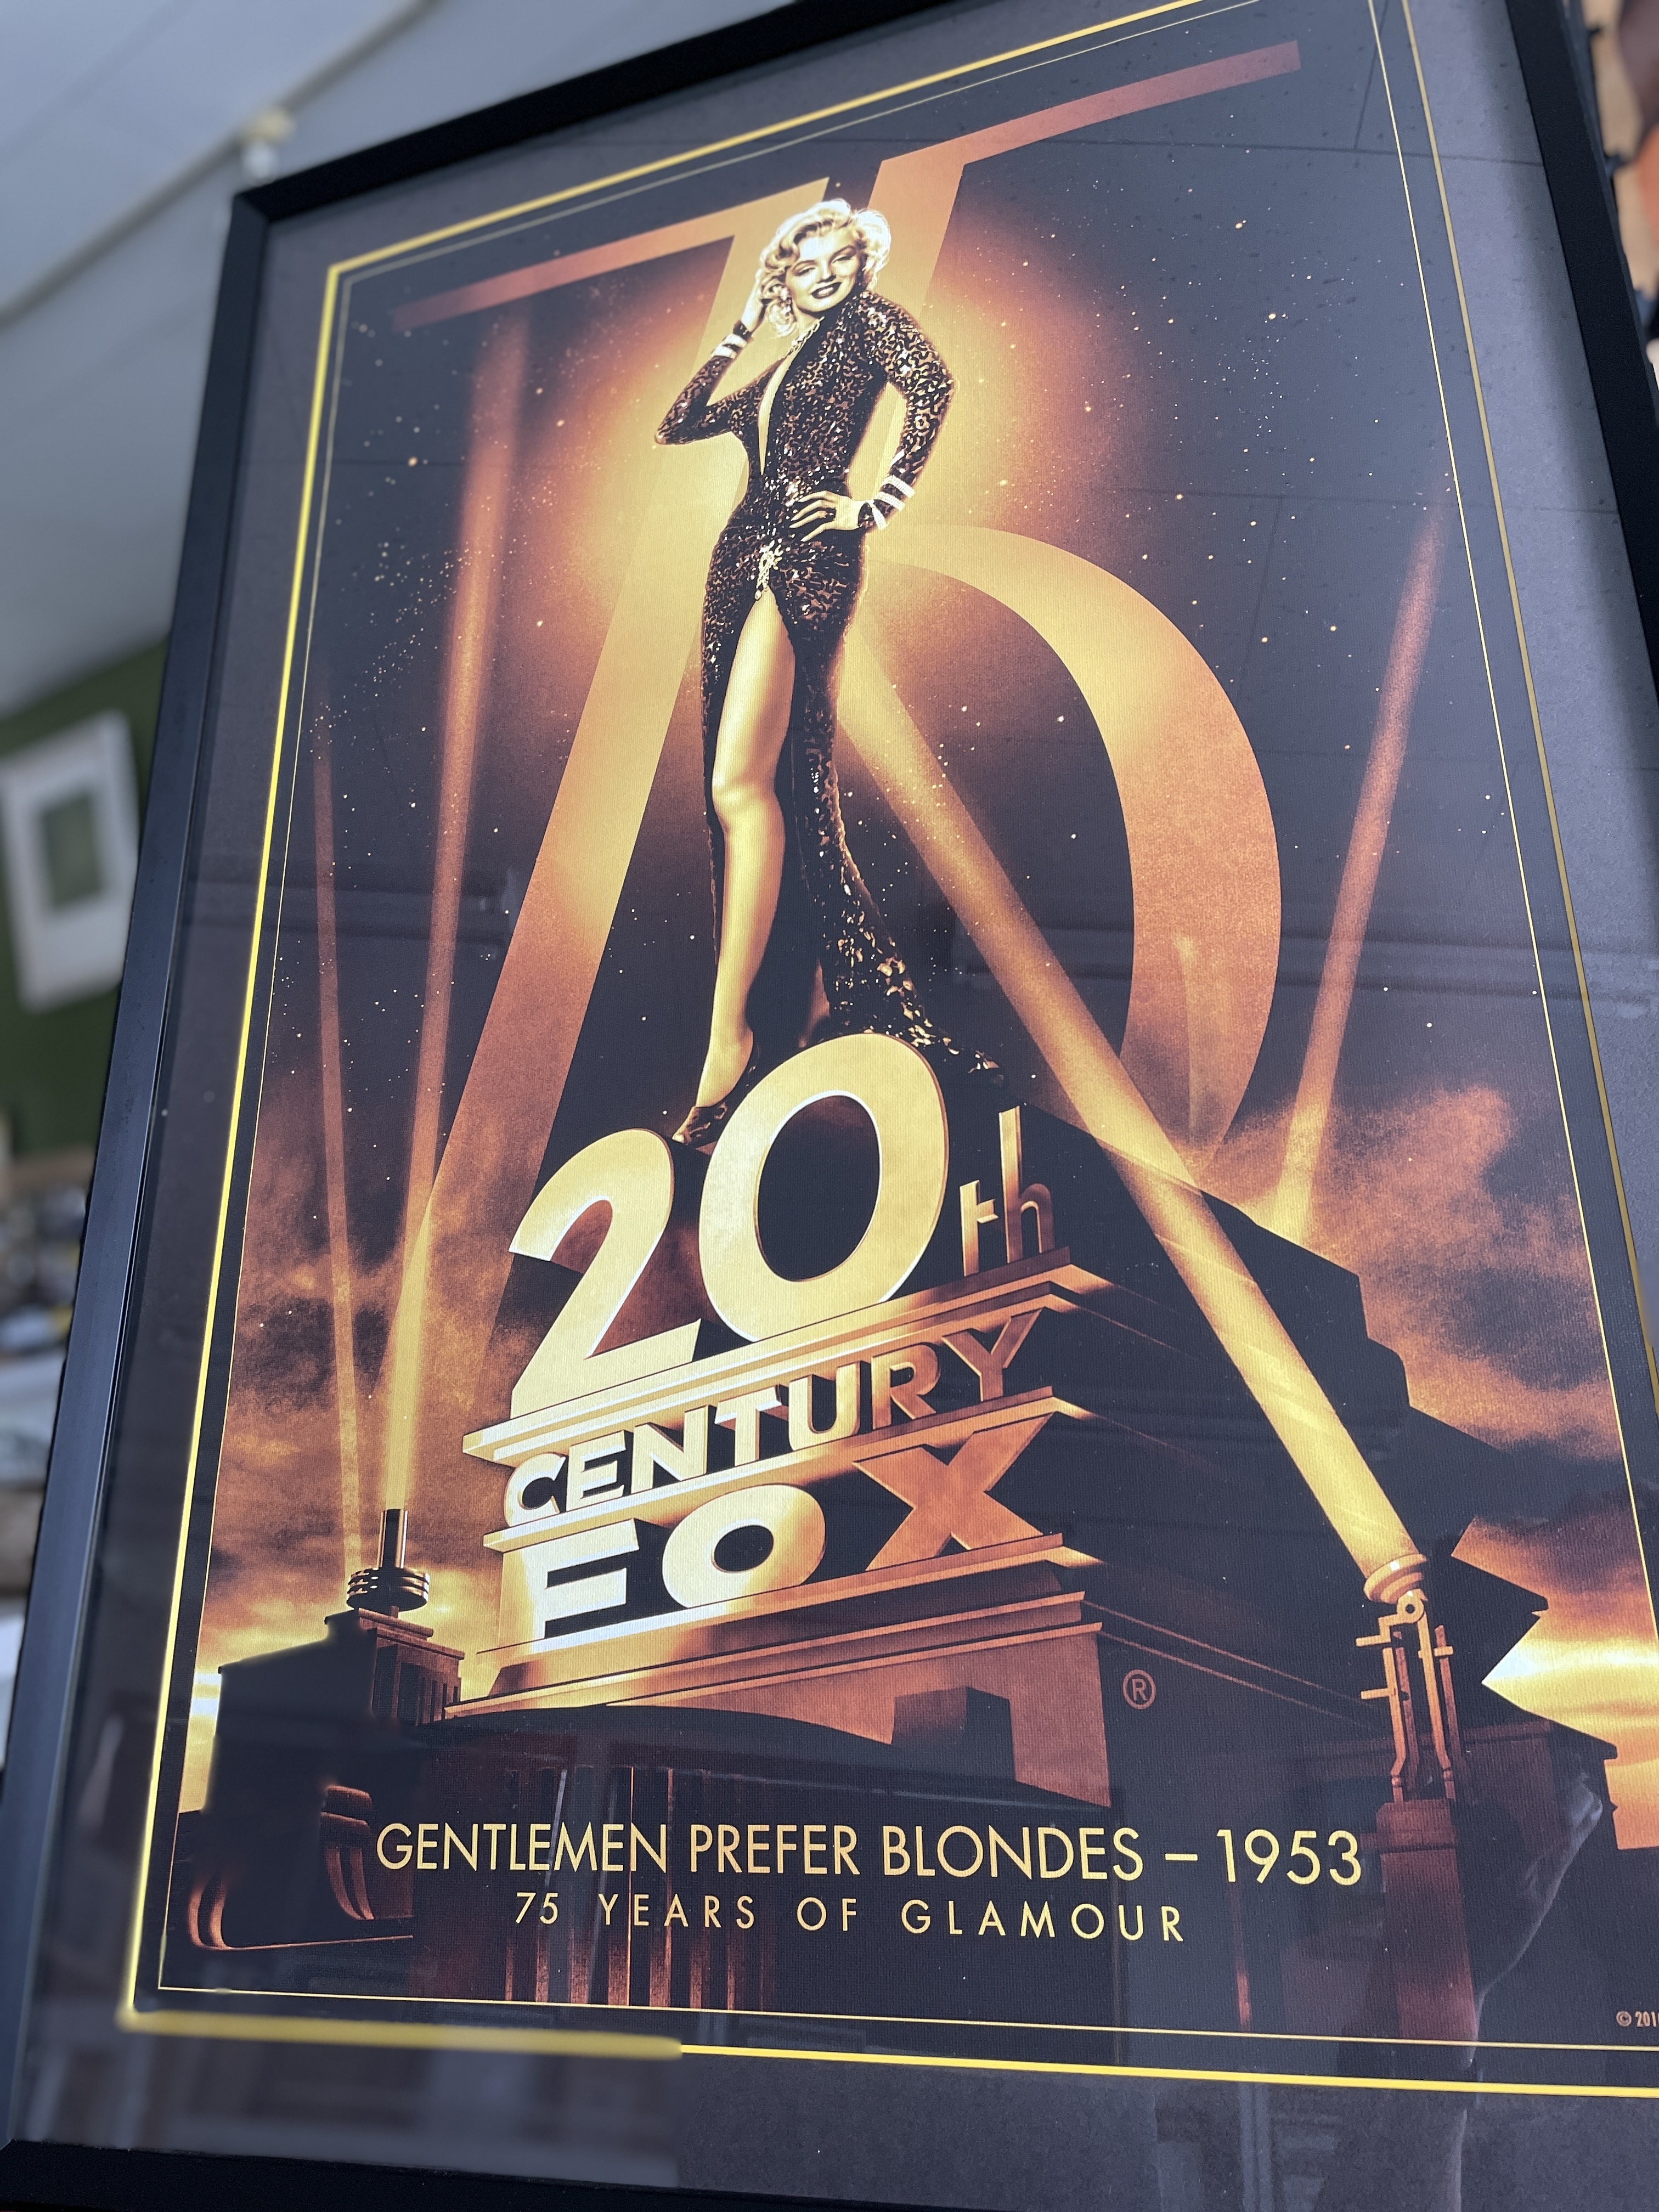 75
20th
CENTURY
FOX
®
GENTLEMEN PREFER BLONDES – 1953
75 YEARS OF GLAMOUR
©